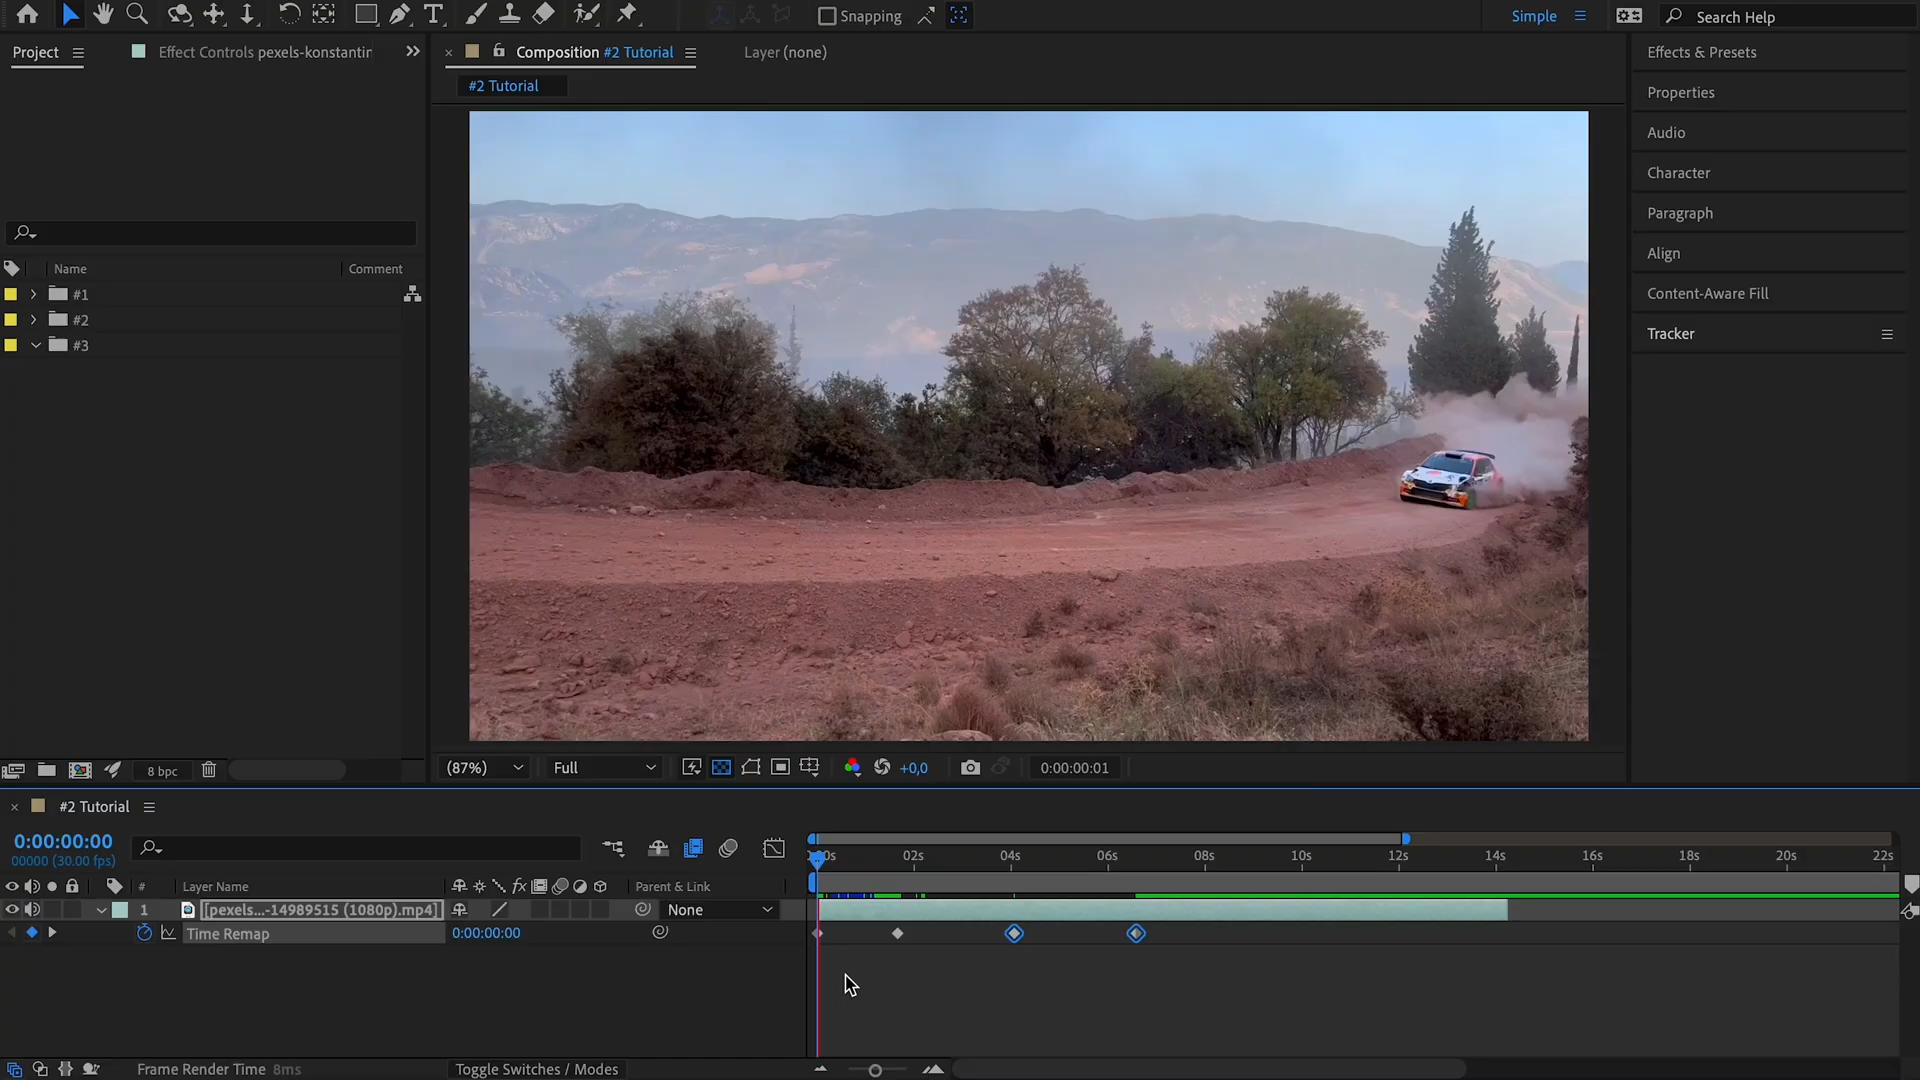 Snapping
Simple
Search Help
Project
Effect Controls pexels-konstantin
Composition #2 Tutorial
Layer (none)
#2 Tutorial
Effects & Presets
Properties
Audio
Character
Paragraph
Align
Content-Aware Fill
Tracker
Name
Comment
#1
#2
#3
8 bpc
(87%)
Full
+0,0
0:00:00:01
#2 Tutorial
0:00:00:00
00000 (30.00 fps)
#
Layer Name
fx
Parent & Link
02s
04s
06s
08s
10s
12s
14s
16s
18s
20s
22s
1
[pexels...-14989515 (1080p).mp4]
None
Time Remap
0:00:00:00
Frame Render Time 8ms
Toggle Switches / Modes